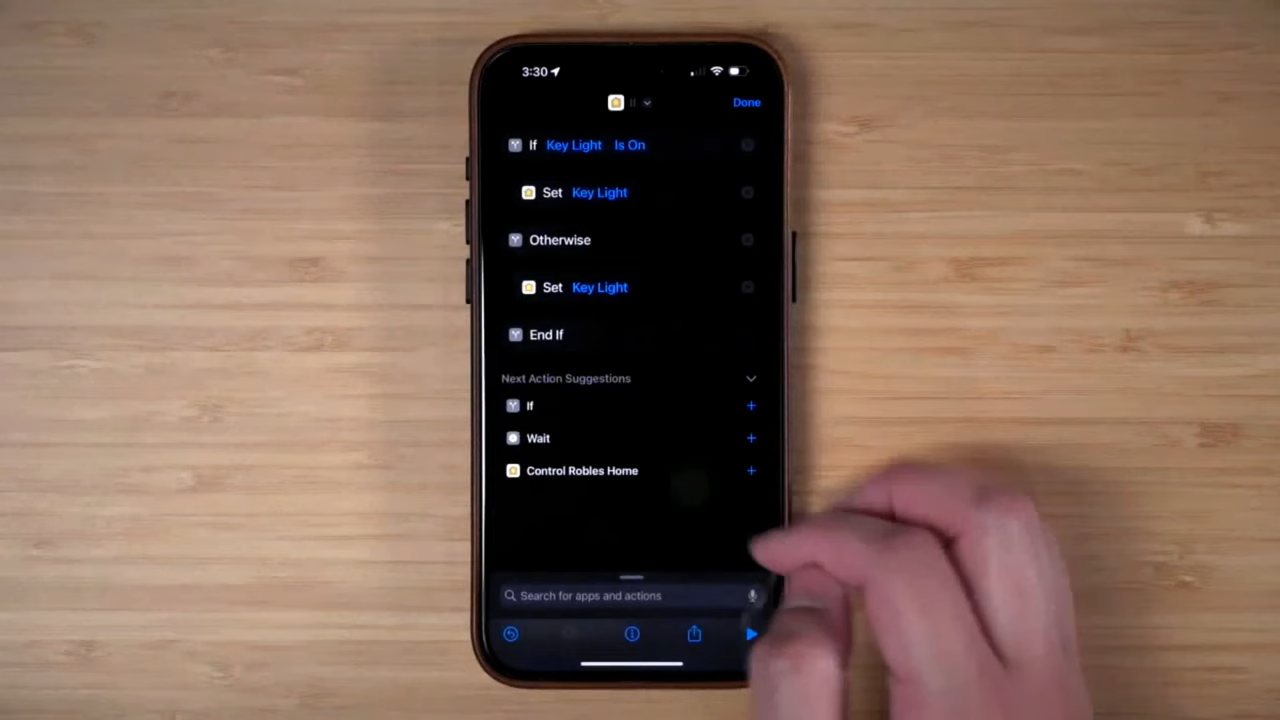 3:30
If
Done
If Key Light Is On
Set Key Light
Otherwise
Set Key Light
End If
Next Action Suggestions
If
Wait
Control Robles Home
Search for apps and actions